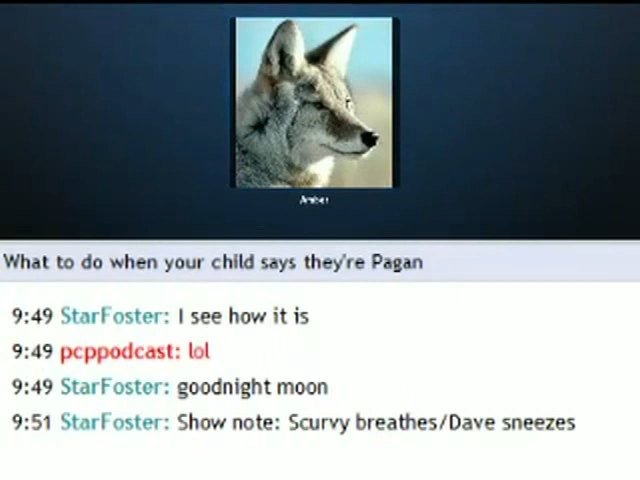 Amber
What to do when your child says they're Pagan
9:49 StarFoster: I see how it is
9:49 pcppodcast: lol
9:49 StarFoster: goodnight moon
9:51 StarFoster: Show note: Scurvy breathes/Dave sneezes